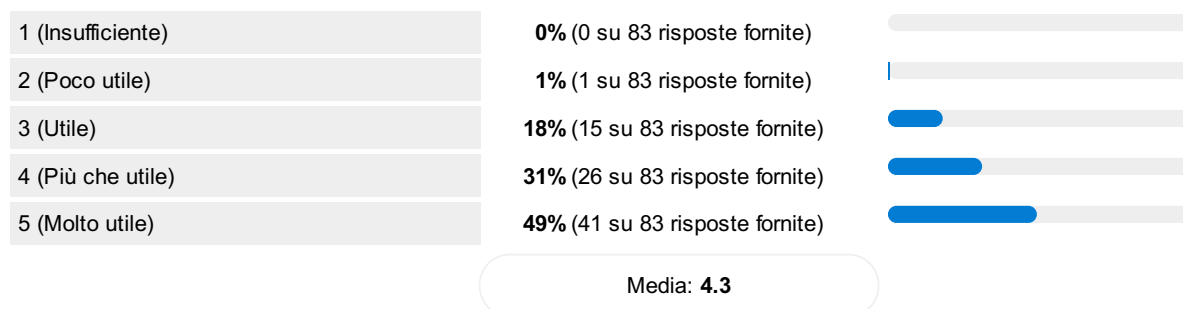 1 (Insufficiente) 0% (0 su 83 risposte fornite)
2 (Poco utile) 1% (1 su 83 risposte fornite)
3 (Utile) 18% (15 su 83 risposte fornite)
4 (Più che utile) 31% (26 su 83 risposte fornite)
5 (Molto utile) 49% (41 su 83 risposte fornite)
Media: 4.3